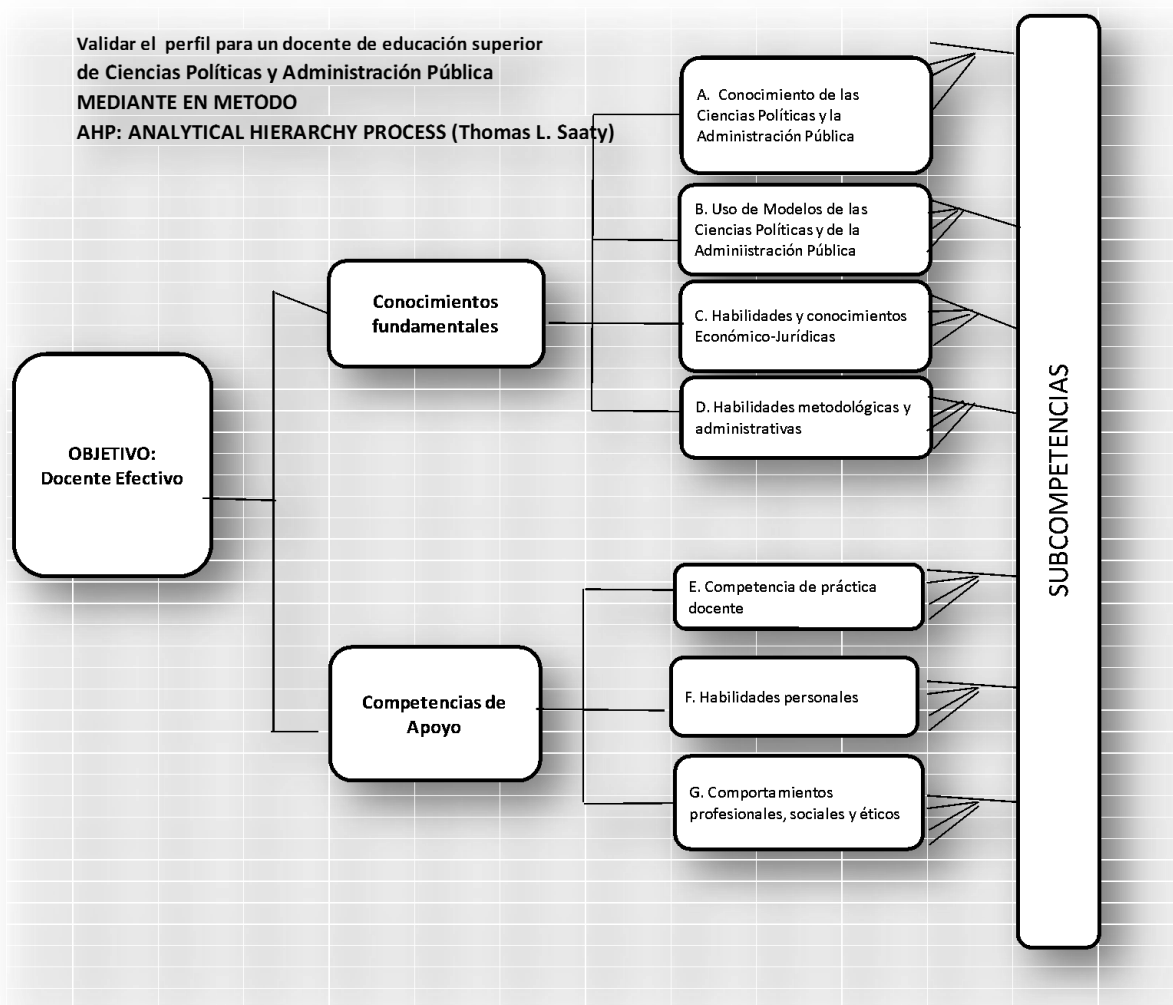 Validar el perfil para un docente de educación superior
de Ciencias Políticas y Administración Pública
MEDIANTE EN METODO
AHP: ANALYTICAL HIERARCHY PROCESS (Thomas L. Saaty)
OBJETIVO:
Docente Efectivo
Conocimientos
fundamentales
A. Conocimiento de las
Ciencias Políticas y la
Administración Pública
B. Uso de Modelos de las
Ciencias Políticas y de la
Adminiistración Pública
C. Habilidades y conocimientos
Económico-Jurídicas
D. Habilidades metodológicas y
administrativas
Competencias de
Apoyo
E. Competencia de práctica
docente
F. Habilidades personales
G. Comportamientos
profesionales, sociales y éticos
SUBCOMPETENCIAS